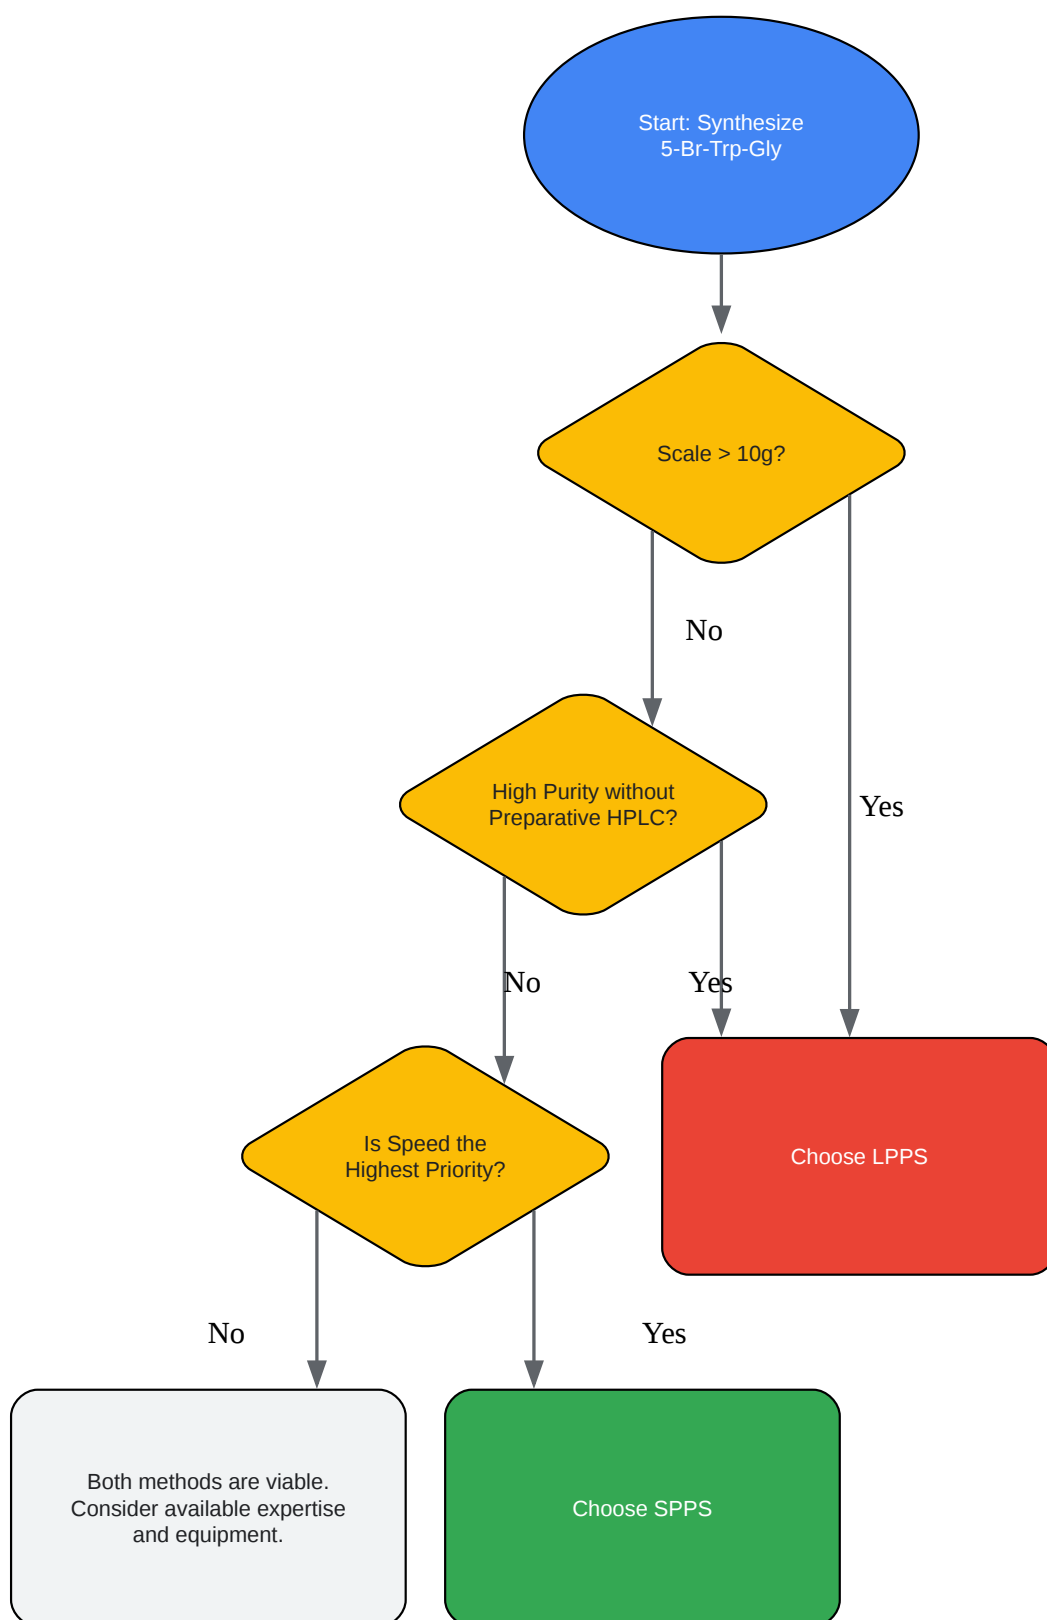 Start: Synthesize
5-Br-Trp-Gly
Scale > 10g?
No
Yes
High Purity without
Preparative HPLC?
No
Yes
Is Speed the
Highest Priority?
Choose LPPS
No
Yes
Both methods are viable.
Consider available expertise
and equipment.
Choose SPPS